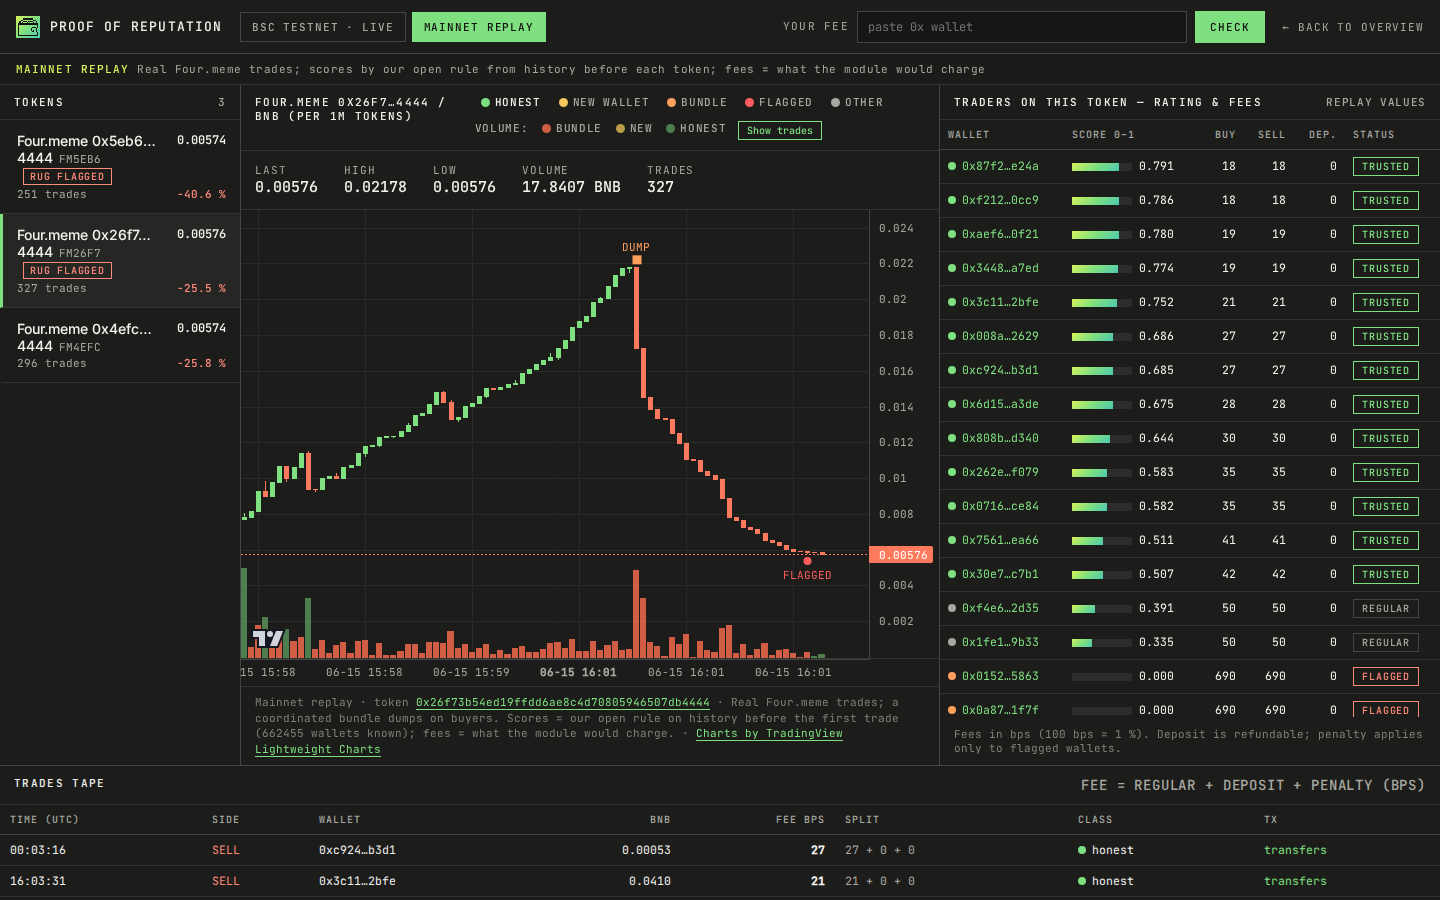 PROOF OF REPUTATION
BSC TESTNET · LIVE
MAINNET REPLAY
YOUR FEE
paste 0x wallet
CHECK
← BACK TO OVERVIEW
MAINNET REPLAY Real Four.meme trades; scores by our open rule from history before each token; fees = what the module would charge
TOKENS 3
Four.meme 0x5eb6… 0.00574
4444 FM5EB6
RUG FLAGGED
251 trades -40.6 %
Four.meme 0x26f7… 0.00576
4444 FM26F7
RUG FLAGGED
327 trades -25.5 %
Four.meme 0x4efc… 0.00574
4444 FM4EFC
296 trades -25.8 %
FOUR.MEME 0X26F7…4444 /
BNB (PER 1M TOKENS)
HONEST NEW WALLET BUNDLE FLAGGED OTHER
VOLUME: BUNDLE NEW HONEST Show trades
LAST HIGH LOW VOLUME TRADES
0.00576 0.02178 0.00576 17.8407 BNB 327
DUMP
FLAGGED
0.024
0.022
0.02
0.018
0.016
0.014
0.012
0.01
0.008
0.00576
0.004
0.002
15 15:58 06-15 15:58 06-15 15:59 06-15 16:01 06-15 16:01 06-15 16:01
Mainnet replay · token 0x26f73b54ed19ffdd6ae8c4d70805946507db4444 · Real Four.meme trades; a
coordinated bundle dumps on buyers. Scores = our open rule on history before the first trade
(662455 wallets known); fees = what the module would charge. · Charts by TradingView
Lightweight Charts
TRADERS ON THIS TOKEN — RATING & FEES REPLAY VALUES
WALLET SCORE 0–1 BUY SELL DEP. STATUS
0x87f2…e24a 0.791 18 18 0 TRUSTED
0xf212…0cc9 0.786 18 18 0 TRUSTED
0xaef6…0f21 0.780 19 19 0 TRUSTED
0x3448…a7ed 0.774 19 19 0 TRUSTED
0x3c11…2bfe 0.752 21 21 0 TRUSTED
0x008a…2629 0.686 27 27 0 TRUSTED
0xc924…b3d1 0.685 27 27 0 TRUSTED
0x6d15…a3de 0.675 28 28 0 TRUSTED
0x808b…d340 0.644 30 30 0 TRUSTED
0x262e…f079 0.583 35 35 0 TRUSTED
0x0716…ce84 0.582 35 35 0 TRUSTED
0x7561…ea66 0.511 41 41 0 TRUSTED
0x30e7…c7b1 0.507 42 42 0 TRUSTED
0xf4e6…2d35 0.391 50 50 0 REGULAR
0x1fe1…9b33 0.335 50 50 0 REGULAR
0x0152…5863 0.000 690 690 0 FLAGGED
0x0a87…1f7f 0.000 690 690 0 FLAGGED
Fees in bps (100 bps = 1 %). Deposit is refundable; penalty applies
only to flagged wallets.
TRADES TAPE FEE = REGULAR + DEPOSIT + PENALTY (BPS)
TIME (UTC) SIDE WALLET BNB FEE BPS SPLIT CLASS TX
00:03:16 SELL 0xc924…b3d1 0.00053 27 27 + 0 + 0 honest transfers
16:03:31 SELL 0x3c11…2bfe 0.0410 21 21 + 0 + 0 honest transfers